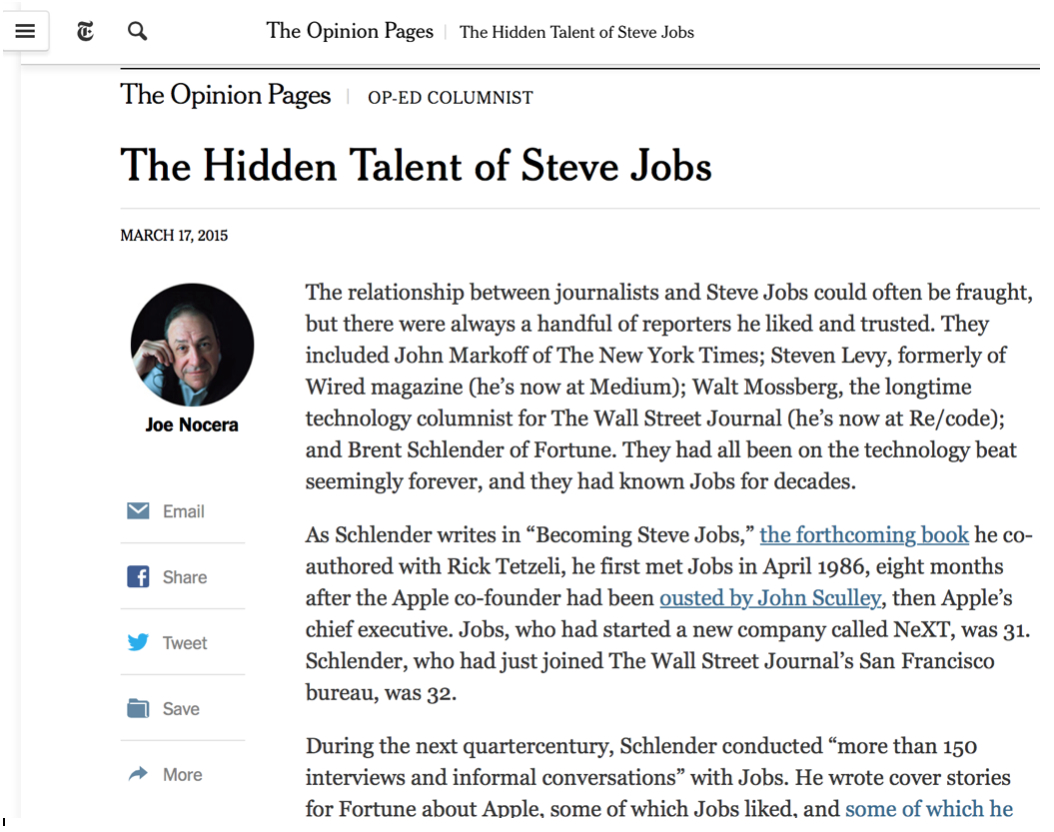 The Opinion Pages | The Hidden Talent of Steve Jobs
The Opinion Pages | OP-ED COLUMNIST
The Hidden Talent of Steve Jobs
MARCH 17, 2015
Joe Nocera
Email
Share
Tweet
Save
More
The relationship between journalists and Steve Jobs could often be fraught,
but there were always a handful of reporters he liked and trusted. They
included John Markoff of The New York Times; Steven Levy, formerly of
Wired magazine (he’s now at Medium); Walt Mossberg, the longtime
technology columnist for The Wall Street Journal (he’s now at Re/code);
and Brent Schlender of Fortune. They had all been on the technology beat
seemingly forever, and they had known Jobs for decades.
As Schlender writes in “Becoming Steve Jobs,” the forthcoming book he co-
authored with Rick Tetzeli, he first met Jobs in April 1986, eight months
after the Apple co-founder had been ousted by John Sculley, then Apple’s
chief executive. Jobs, who had started a new company called NeXT, was 31.
Schlender, who had just joined The Wall Street Journal’s San Francisco
bureau, was 32.
During the next quartercentury, Schlender conducted “more than 150
interviews and informal conversations” with Jobs. He wrote cover stories
for Fortune about Apple, some of which Jobs liked, and some of which he